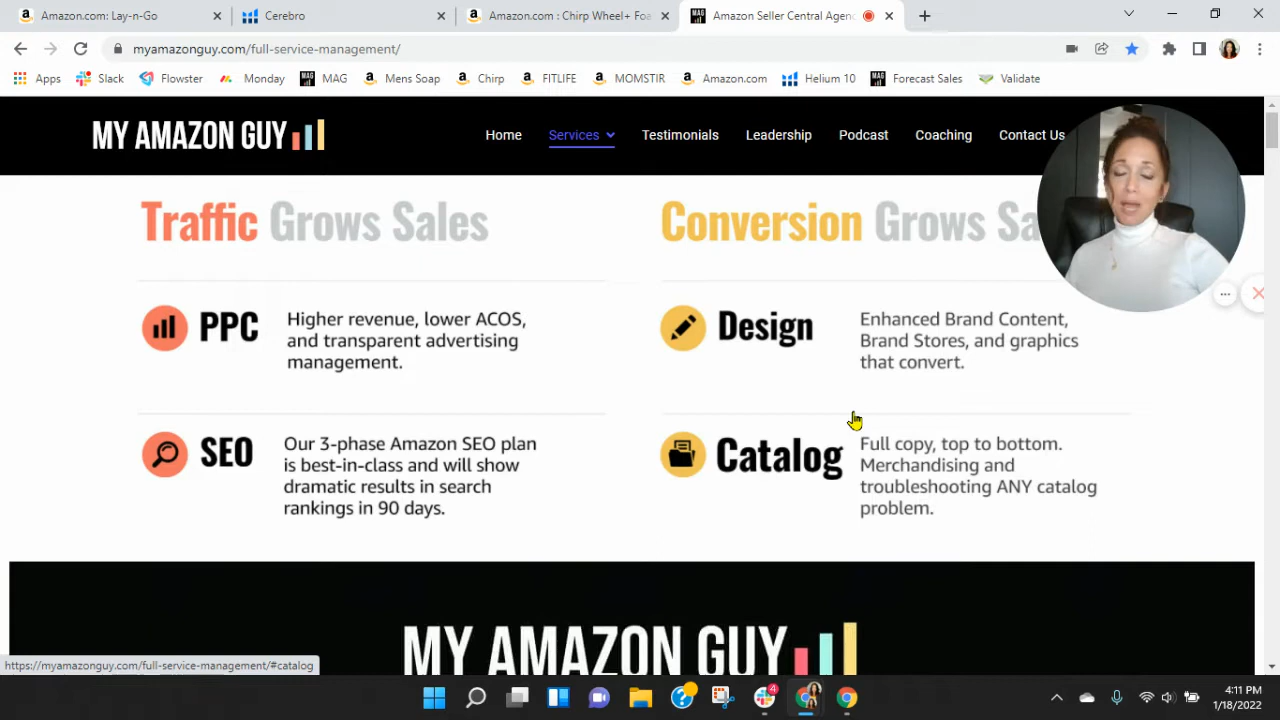 Amazon.com: Lay-n-Go
Cerebro
Amazon.com : Chirp Wheel+ Foa
Amazon Seller Central Agenc
myamazonguy.com/full-service-management/
Apps
Slack
Flowster
Monday
MAG
Mens Soap
Chirp
FITLIFE
MOMSTIR
Amazon.com
Helium 10
Forecast Sales
Validate
MY AMAZON GUY
Home
Services
Testimonials
Leadership
Podcast
Coaching
Contact Us
Traffic Grows Sales
Conversion Grows Sa
PPC
Higher revenue, lower ACOS,
and transparent advertising
management.
Design
Enhanced Brand Content,
Brand Stores, and graphics
that convert.
SEO
Our 3-phase Amazon SEO plan
is best-in-class and will show
dramatic results in search
rankings in 90 days.
Catalog
Full copy, top to bottom.
Merchandising and
troubleshooting ANY catalog
problem.
MY AMAZON GUY
https://myamazonguy.com/full-service-management/#catalog
4
4:11 PM
1/18/2022